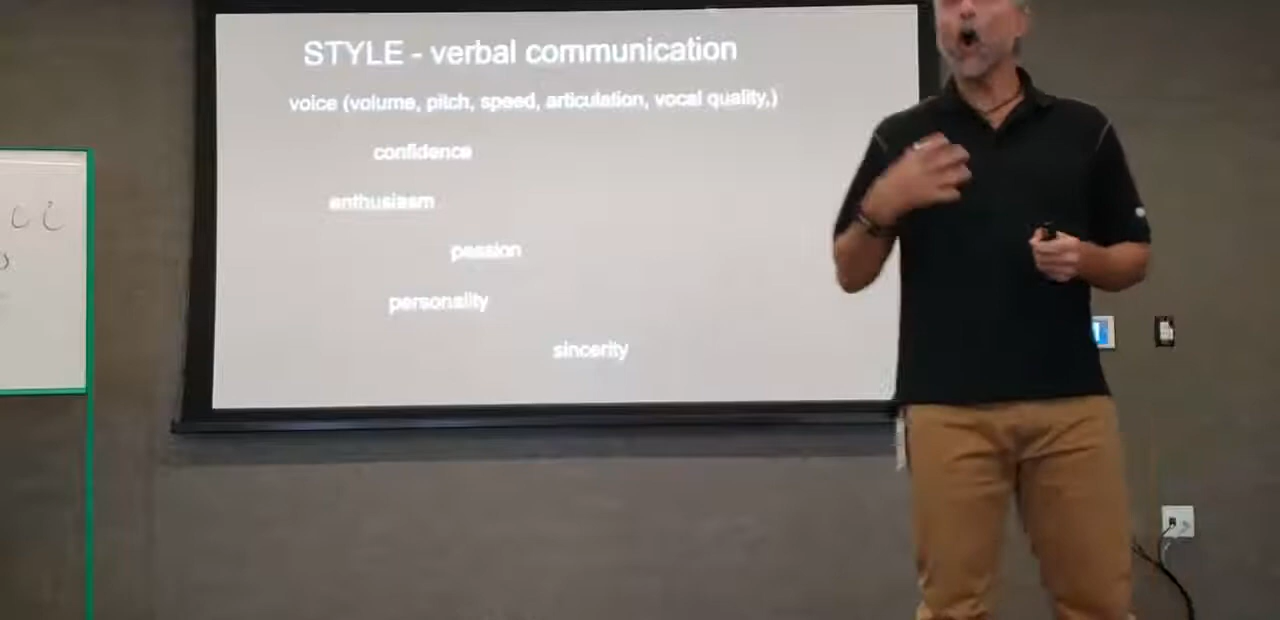 STYLE - verbal communication
voice (volume, pitch, speed, articulation, vocal quality,)
confidence
enthusiasm
passion
personality
sincerity